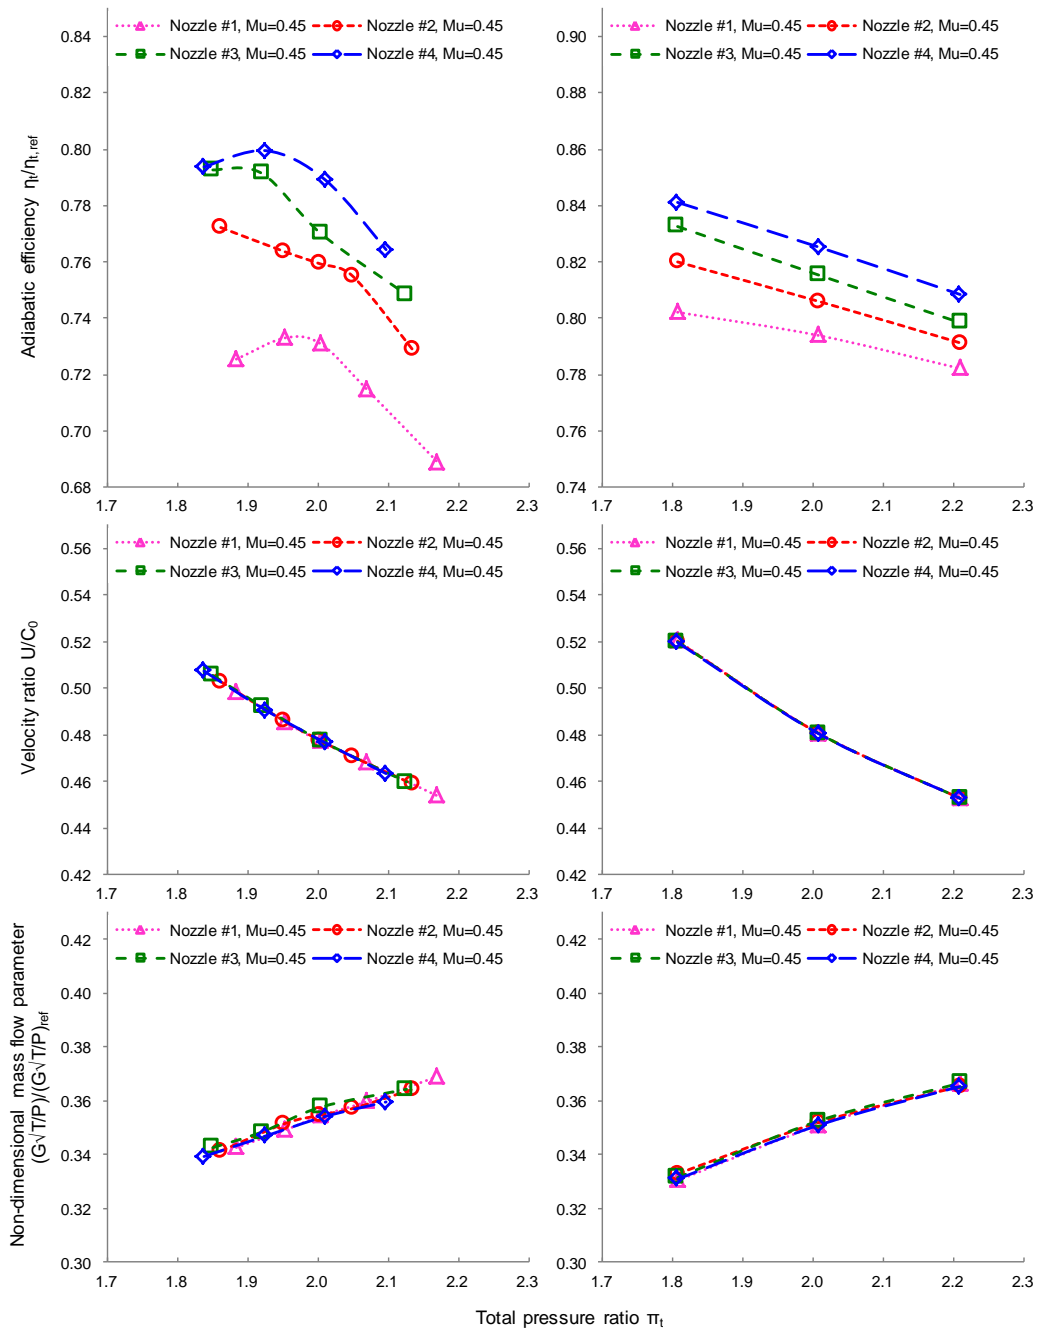 Nozzle #1, Mu=0.45 Nozzle #2, Mu=0.45
Nozzle #3, Mu=0.45 Nozzle #4, Mu=0.45
0.84
0.82
0.80
0.78
0.76
0.74
0.72
0.70
0.68
1.7 1.8 1.9 2.0 2.1 2.2 2.3
Adiabatic efficiency ηt/ηt,ref
Nozzle #1, Mu=0.45 Nozzle #2, Mu=0.45
Nozzle #3, Mu=0.45 Nozzle #4, Mu=0.45
0.90
0.88
0.86
0.84
0.82
0.80
0.78
0.76
0.74
1.7 1.8 1.9 2.0 2.1 2.2 2.3
Nozzle #1, Mu=0.45 Nozzle #2, Mu=0.45
Nozzle #3, Mu=0.45 Nozzle #4, Mu=0.45
0.56
0.54
0.52
0.50
0.48
0.46
0.44
0.42
1.7 1.8 1.9 2.0 2.1 2.2 2.3
Velocity ratio U/C0
Nozzle #1, Mu=0.45 Nozzle #2, Mu=0.45
Nozzle #3, Mu=0.45 Nozzle #4, Mu=0.45
0.56
0.54
0.52
0.50
0.48
0.46
0.44
0.42
1.7 1.8 1.9 2.0 2.1 2.2 2.3
Nozzle #1, Mu=0.45 Nozzle #2, Mu=0.45
Nozzle #3, Mu=0.45 Nozzle #4, Mu=0.45
0.42
0.40
0.38
0.36
0.34
0.32
0.30
1.7 1.8 1.9 2.0 2.1 2.2 2.3
Non-dimensional mass flow parameter
(G√T/P)/(G√T/P)ref
Nozzle #1, Mu=0.45 Nozzle #2, Mu=0.45
Nozzle #3, Mu=0.45 Nozzle #4, Mu=0.45
0.42
0.40
0.38
0.36
0.34
0.32
0.30
1.7 1.8 1.9 2.0 2.1 2.2 2.3
Total pressure ratio πt